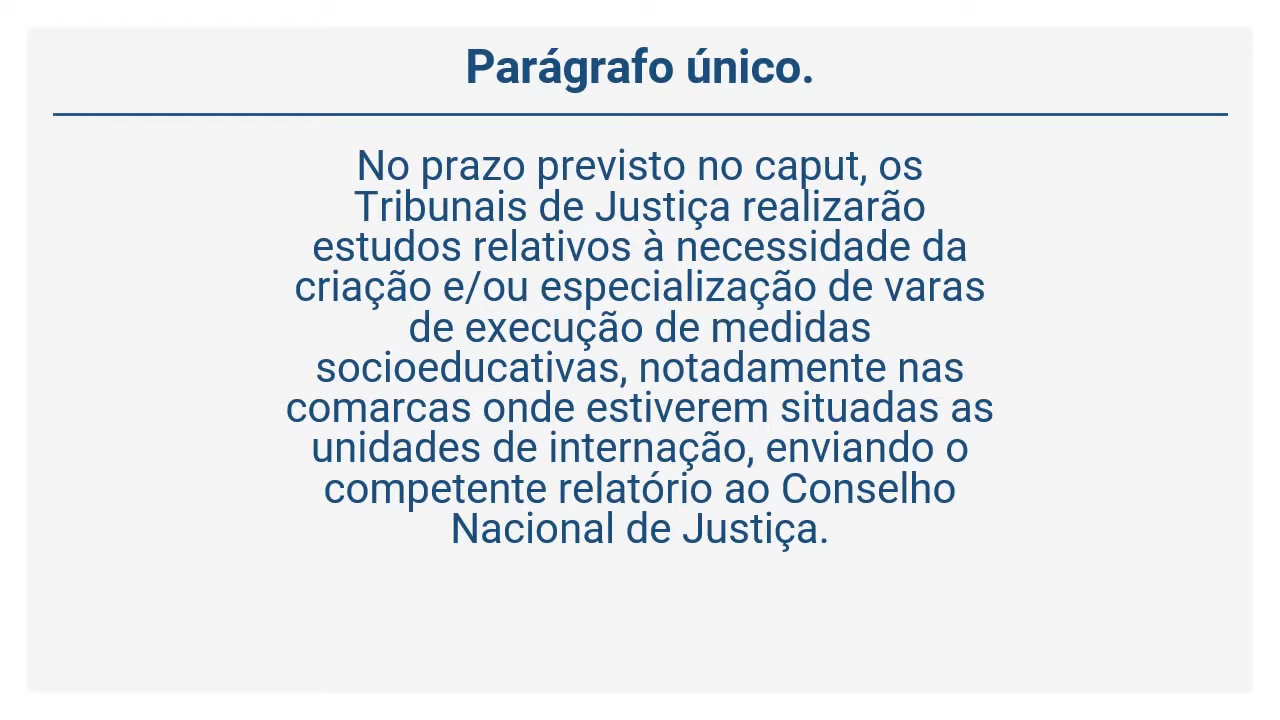 Parágrafo único.
No prazo previsto no caput, os
Tribunais de Justiça realizarão
estudos relativos à necessidade da
criação e/ou especialização de varas
de execução de medidas
socioeducativas, notadamente nas
comarcas onde estiverem situadas as
unidades de internação, enviando o
competente relatório ao Conselho
Nacional de Justiça.